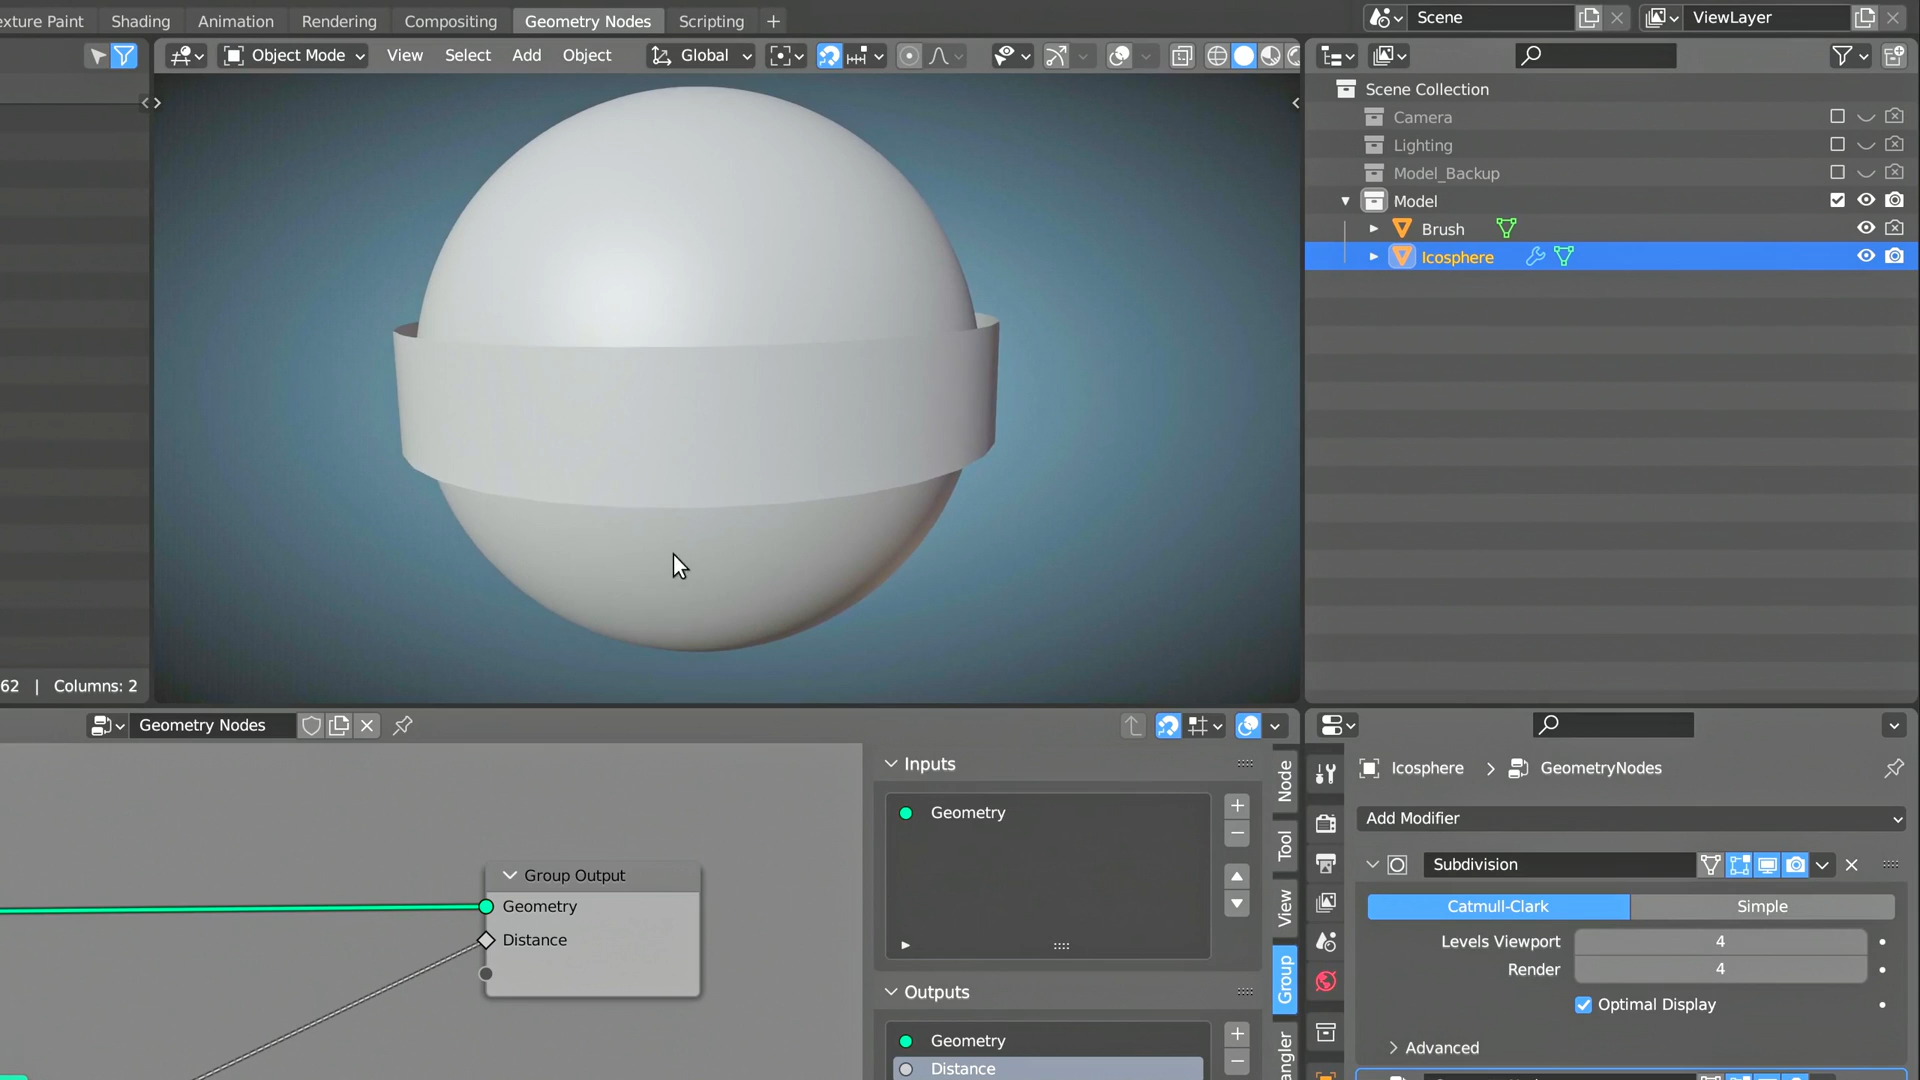 exture Paint Shading Animation Rendering Compositing Geometry Nodes Scripting +
Scene ViewLayer
Object Mode View Select Add Object Global
Scene Collection
Camera
Lighting
Model_Backup
Model
Brush
Icosphere
62 | Columns: 2
Geometry Nodes
Inputs
Geometry
Group Output
Geometry
Distance
Outputs
Geometry
Distance
Node
Tool
View
Group
angler
Icosphere > GeometryNodes
Add Modifier
Subdivision
Catmull-Clark Simple
Levels Viewport 4
Render 4
Optimal Display
Advanced